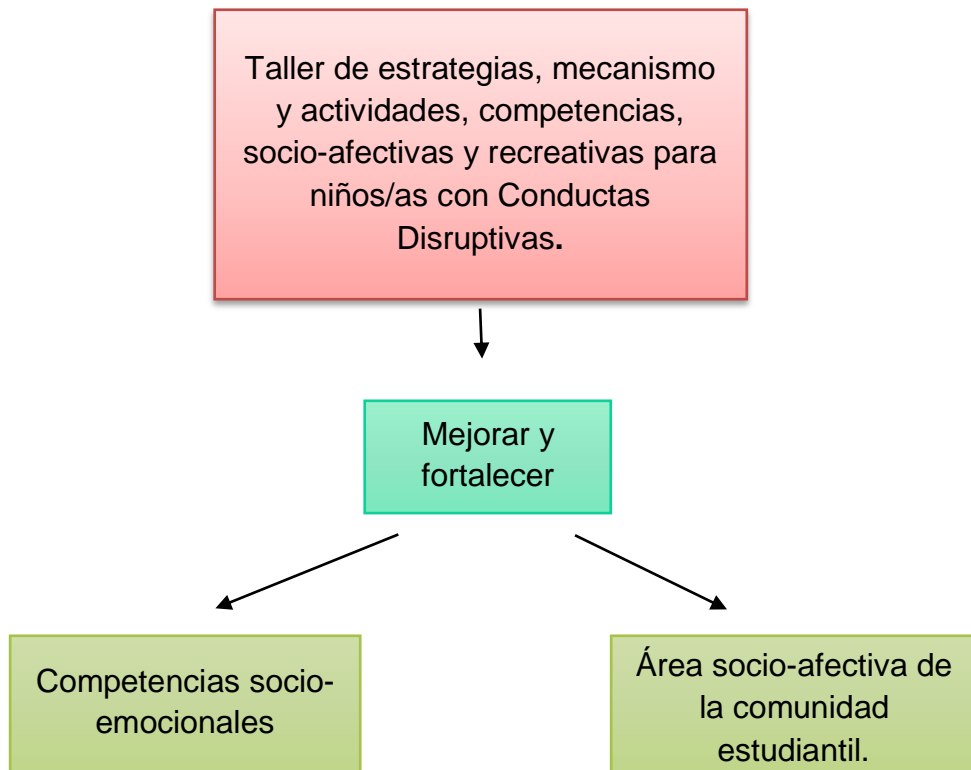 Taller de estrategias, mecanismo
y actividades, competencias,
socio-afectivas y recreativas para
niños/as con Conductas
Disruptivas.
Mejorar y
fortalecer
Competencias socio-
emocionales
Área socio-afectiva de
la comunidad
estudiantil.